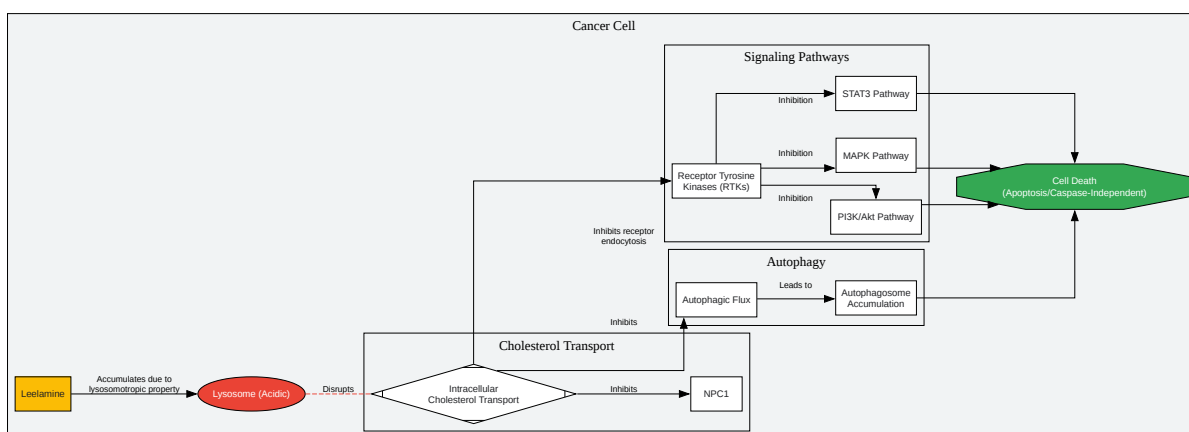 Cancer Cell
Signaling Pathways
STAT3 Pathway
Inhibition
MAPK Pathway
Inhibition
Receptor Tyrosine
Kinases (RTKs)
Inhibition
PI3K/Akt Pathway
Cell Death
(Apoptosis/Caspase-Independent)
Inhibits receptor
endocytosis
Autophagy
Autophagic Flux
Leads to
Autophagosome
Accumulation
Inhibits
Cholesterol Transport
Leelamine
Accumulates due to
lysosomotropic property
Lysosome (Acidic)
Disrupts
Intracellular
Cholesterol Transport
Inhibits
NPC1